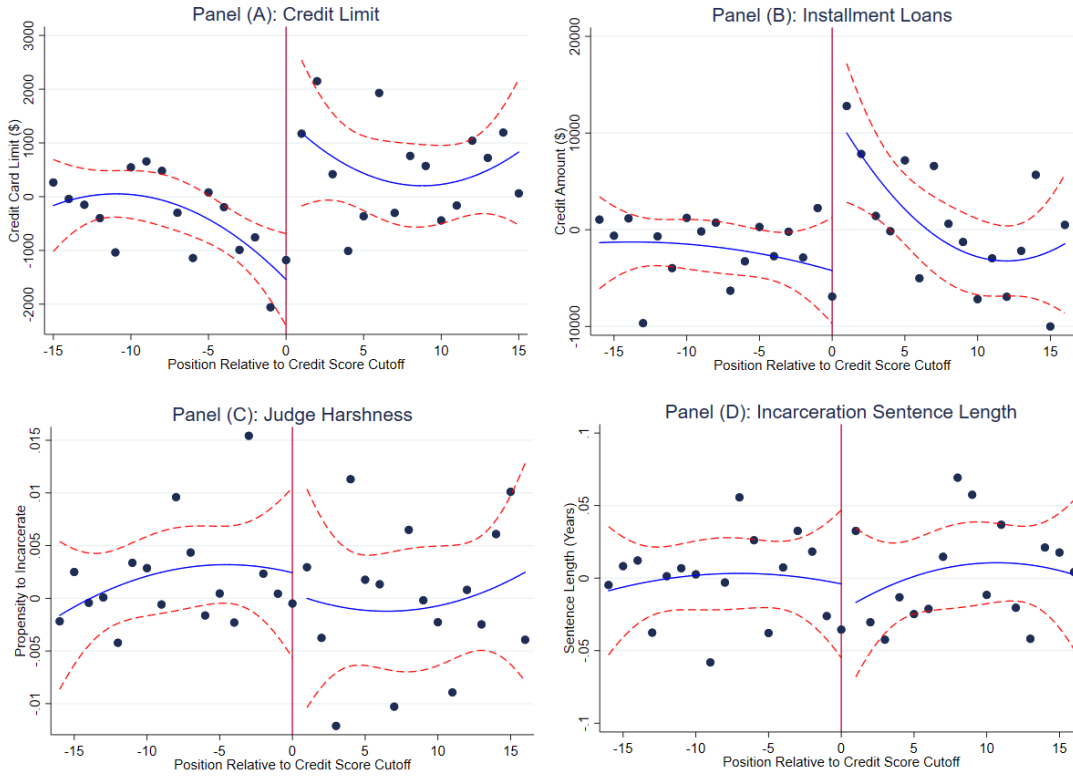 Panel (A): Credit Limit
Credit Card Limit ($)
3000
2000
1000
0
-1000
-2000
-15 -10 -5 0 5 10 15
Position Relative to Credit Score Cutoff
Panel (B): Installment Loans
Credit Amount ($)
20000
10000
0
-10000
-15 -10 -5 0 5 10 15
Position Relative to Credit Score Cutoff
Panel (C): Judge Harshness
Propensity to Incarcerate
.015
.01
.005
0
-.005
-.01
-15 -10 -5 0 5 10 15
Position Relative to Credit Score Cutoff
Panel (D): Incarceration Sentence Length
Sentence Length (Years)
.1
.05
0
-.05
-.1
-15 -10 -5 0 5 10 15
Position Relative to Credit Score Cutoff